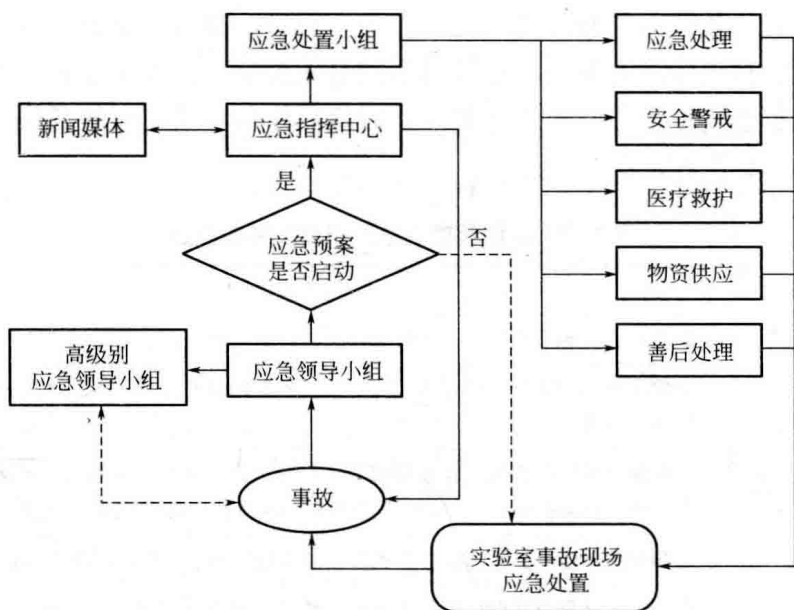 应急处置小组
应急处理
新闻媒体
应急指挥中心
安全警戒
是
医疗救护
应急预案
是否启动
否
物资供应
高级别
应急领导小组
应急领导小组
善后处理
事故
实验室事故现场
应急处置